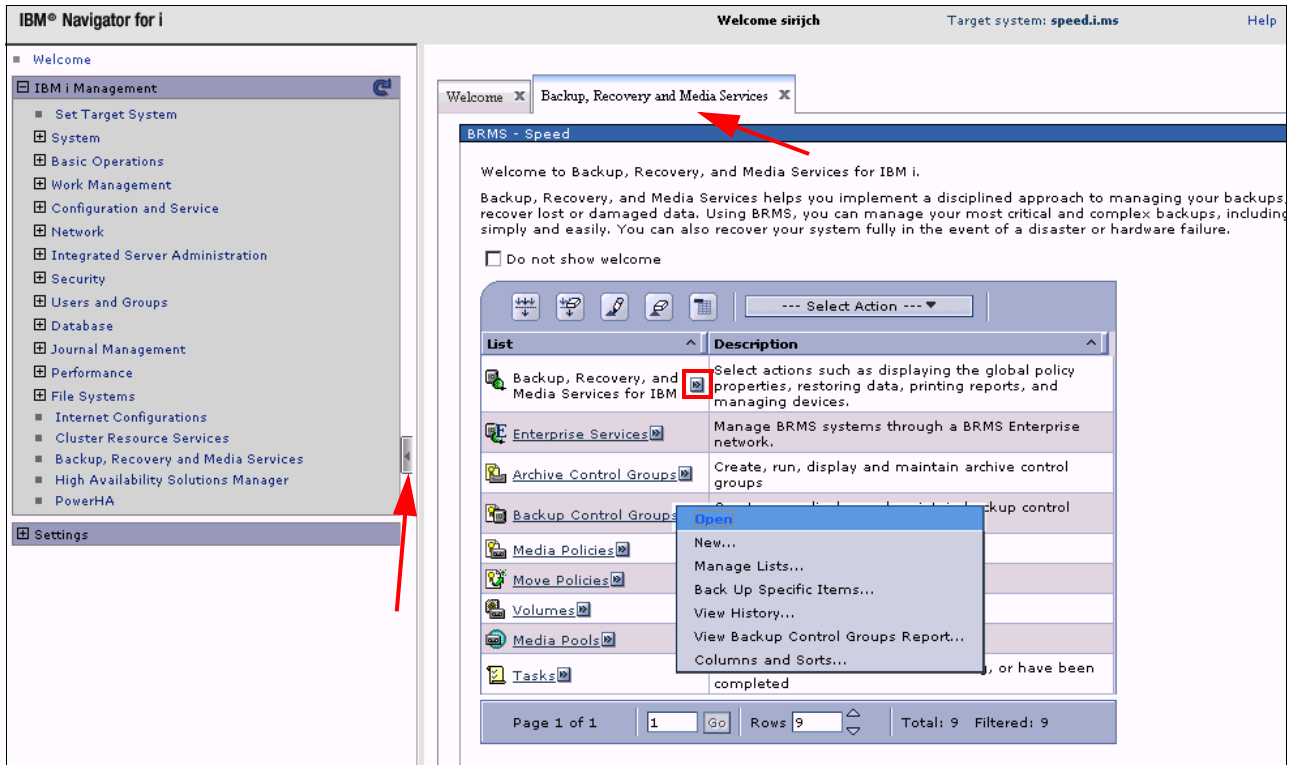 IBM® Navigator for i
Welcome sirijch
Target system: speed.i.ms
Help
Welcome
IBM i Management
Set Target System
System
Basic Operations
Work Management
Configuration and Service
Network
Integrated Server Administration
Security
Users and Groups
Database
Journal Management
Performance
File Systems
Internet Configurations
Cluster Resource Services
Backup, Recovery and Media Services
High Availability Solutions Manager
PowerHA
Settings
Welcome X
Backup, Recovery and Media Services X
BRMS - Speed
Welcome to Backup, Recovery, and Media Services for IBM i.
Backup, Recovery, and Media Services helps you implement a disciplined approach to managing your backups,
recover lost or damaged data. Using BRMS, you can manage your most critical and complex backups, including
simply and easily. You can also recover your system fully in the event of a disaster or hardware failure.
Do not show welcome
--- Select Action ---
List
Description
Backup, Recovery, and
Media Services for IBM
Select actions such as displaying the global policy
properties, restoring data, printing reports, and
managing devices.
Enterprise Services
Manage BRMS systems through a BRMS Enterprise
network.
Archive Control Groups
Create, run, display and maintain archive control
groups
Backup Control Groups
control
Open
New...
Manage Lists...
Back Up Specific Items...
View History...
View Backup Control Groups Report...
Columns and Sorts...
Media Policies
Move Policies
Volumes
Media Pools
Tasks
, or have been
completed
Page 1 of 1
1
Go
Rows
9
Total: 9 Filtered: 9